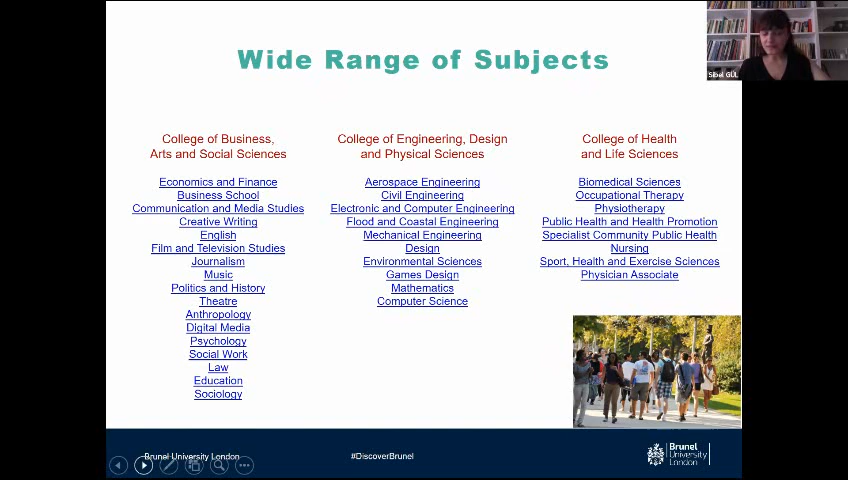 Wide Range of Subjects
Sibel GÜL
College of Business,
Arts and Social Sciences
Economics and Finance
Business School
Communication and Media Studies
Creative Writing
English
Film and Television Studies
Journalism
Music
Politics and History
Theatre
Anthropology
Digital Media
Psychology
Social Work
Law
Education
Sociology
College of Engineering, Design
and Physical Sciences
Aerospace Engineering
Civil Engineering
Electronic and Computer Engineering
Flood and Coastal Engineering
Mechanical Engineering
Design
Environmental Sciences
Games Design
Mathematics
Computer Science
College of Health
and Life Sciences
Biomedical Sciences
Occupational Therapy
Physiotherapy
Public Health and Health Promotion
Specialist Community Public Health
Nursing
Sport, Health and Exercise Sciences
Physician Associate
Brunel University London
#DiscoverBrunel
Brunel
University
London